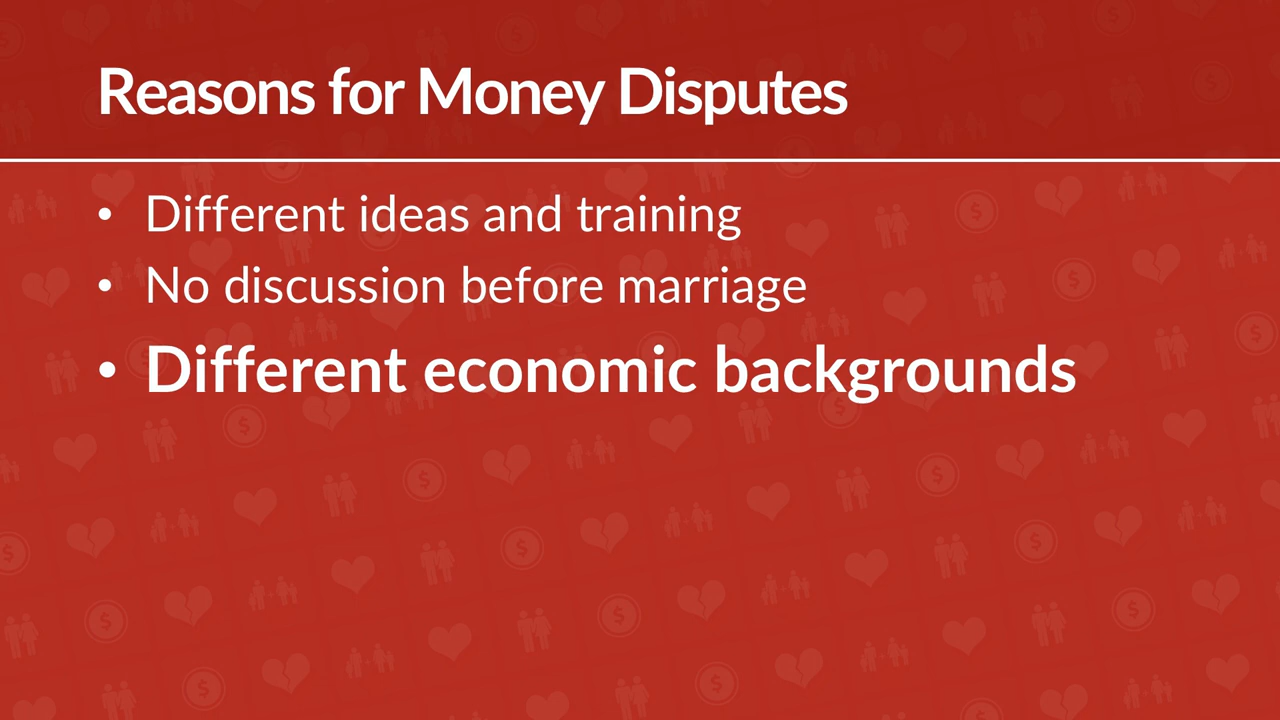 Reasons for Money Disputes
• Different ideas and training
• No discussion before marriage
• Different economic backgrounds